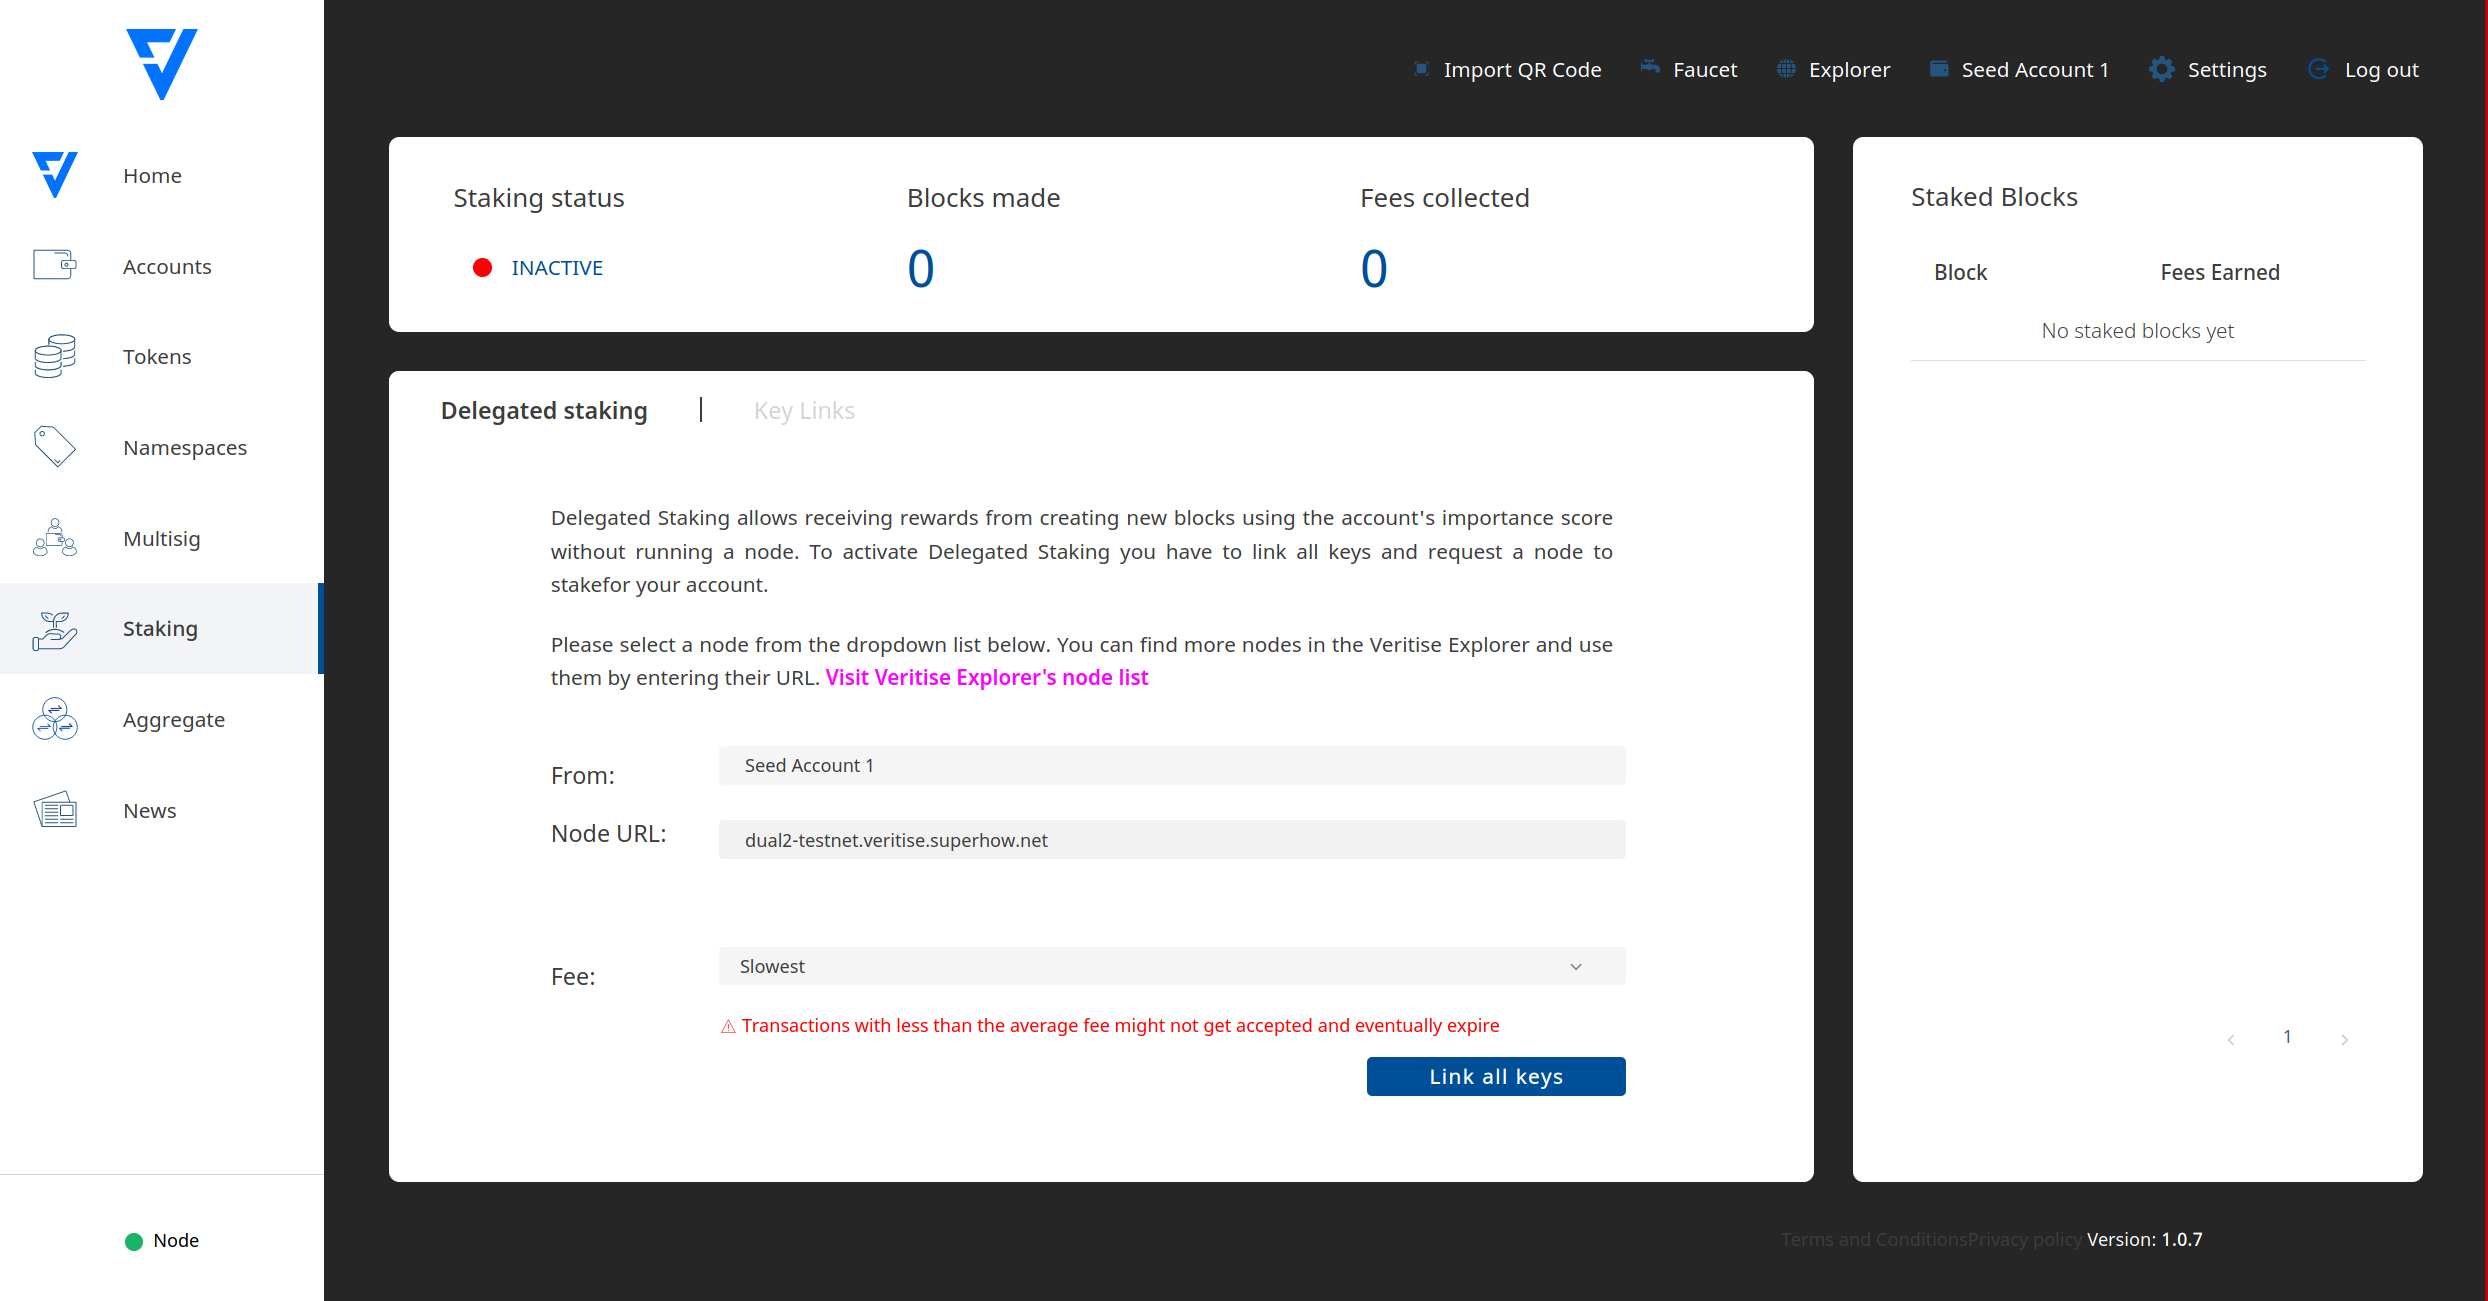 Import QR Code Faucet Explorer Seed Account 1 Settings Log out
Home
Accounts
Tokens
Namespaces
Multisig
Staking
Aggregate
News
Node
Staking status Blocks made Fees collected
INACTIVE 0 0
Delegated staking | Key Links
Delegated Staking allows receiving rewards from creating new blocks using the account's importance score
without running a node. To activate Delegated Staking you have to link all keys and request a node to
stakefor your account.
Please select a node from the dropdown list below. You can find more nodes in the Veritise Explorer and use
them by entering their URL. Visit Veritise Explorer's node list
From: Seed Account 1
Node URL: dual2-testnet.veritise.superhow.net
Fee: Slowest
⚠ Transactions with less than the average fee might not get accepted and eventually expire
Link all keys
Staked Blocks
Block Fees Earned
No staked blocks yet
1
Terms and ConditionsPrivacy policy Version: 1.0.7